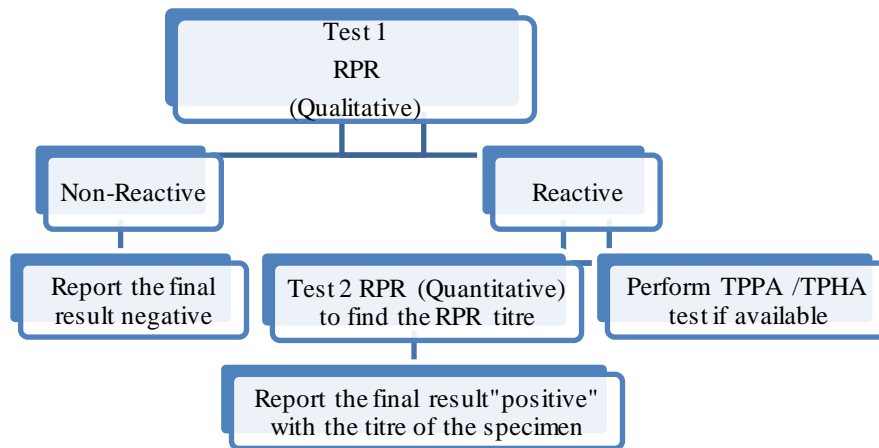 Test 1
RPR
(Qualitative)
Non-Reactive
Reactive
Report the final
result negative
Test 2 RPR (Quantitative)
to find the RPR titre
Perform TPPA /TPHA
test if available
Report the final result"positive"
with the titre of the specimen